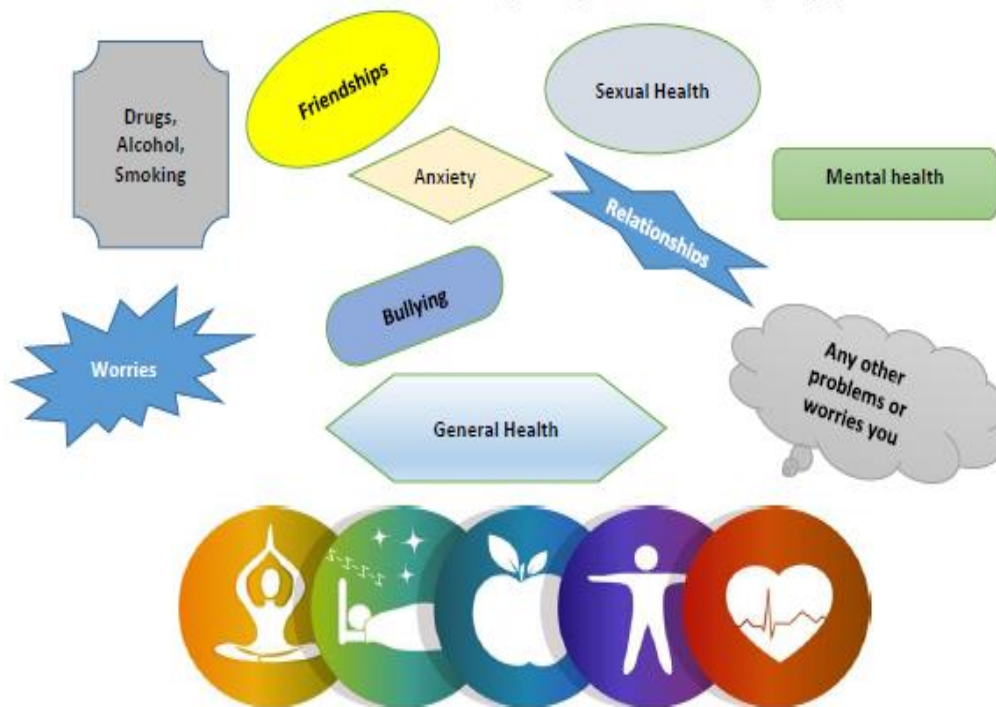 Friendships
Sexual Health
Drugs,
Alcohol,
Smoking
Anxiety
Mental health
Relationships
Bullying
Any other
problems or
worries you
Worries
General Health